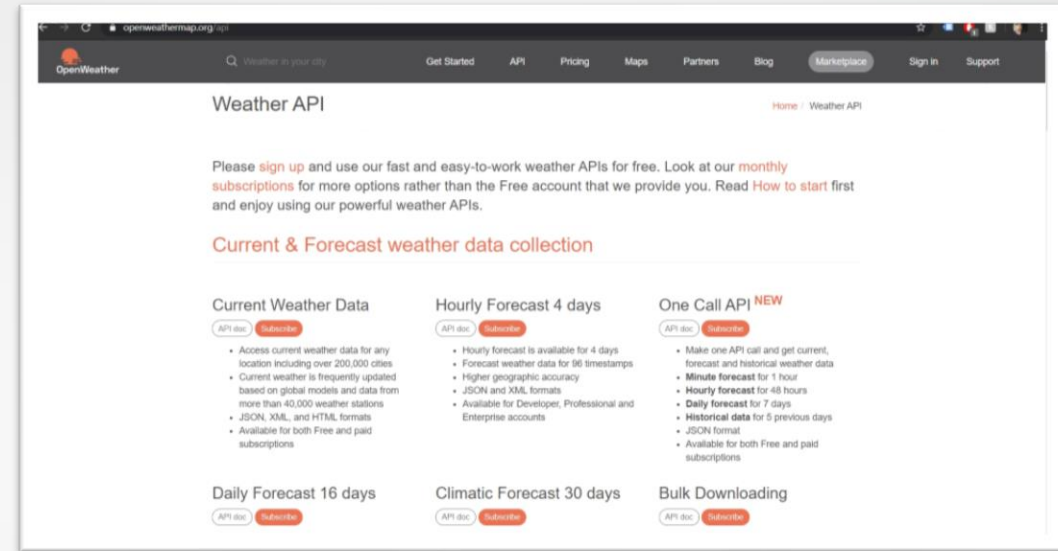 openweathermap.org/api
OpenWeather
Weather in your city
Get Started
API
Pricing
Maps
Partners
Blog
Marketplace
Sign in
Support
Weather API
Home / Weather API
Please sign up and use our fast and easy-to-work weather APIs for free. Look at our monthly
subscriptions for more options rather than the Free account that we provide you. Read How to start first
and enjoy using our powerful weather APIs.
Current & Forecast weather data collection
Current Weather Data
API doc Subscribe
• Access current weather data for any
location including over 200,000 cities
• Current weather is frequently updated
based on global models and data from
more than 40,000 weather stations
• JSON, XML, and HTML formats
• Available for both Free and paid
subscriptions
Hourly Forecast 4 days
API doc Subscribe
• Hourly forecast is available for 4 days
• Forecast weather data for 96 timestamps
• Higher geographic accuracy
• JSON and XML formats
• Available for Developer, Professional and
Enterprise accounts
One Call API NEW
API doc Subscribe
• Make one API call and get current,
forecast and historical weather data
• Minute forecast for 1 hour
• Hourly forecast for 48 hours
• Daily forecast for 7 days
• Historical data for 5 previous days
• JSON format
• Available for both Free and paid
subscriptions
Daily Forecast 16 days
API doc Subscribe
Climatic Forecast 30 days
API doc Subscribe
Bulk Downloading
API doc Subscribe